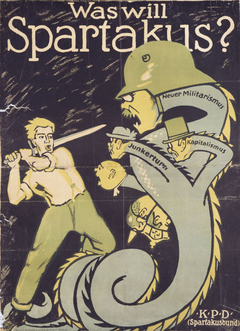 Was will
Spartakus?
Neuer Militarismus
Kapitalismus
Junkertum
K·P·D·
(Spartakusbund)